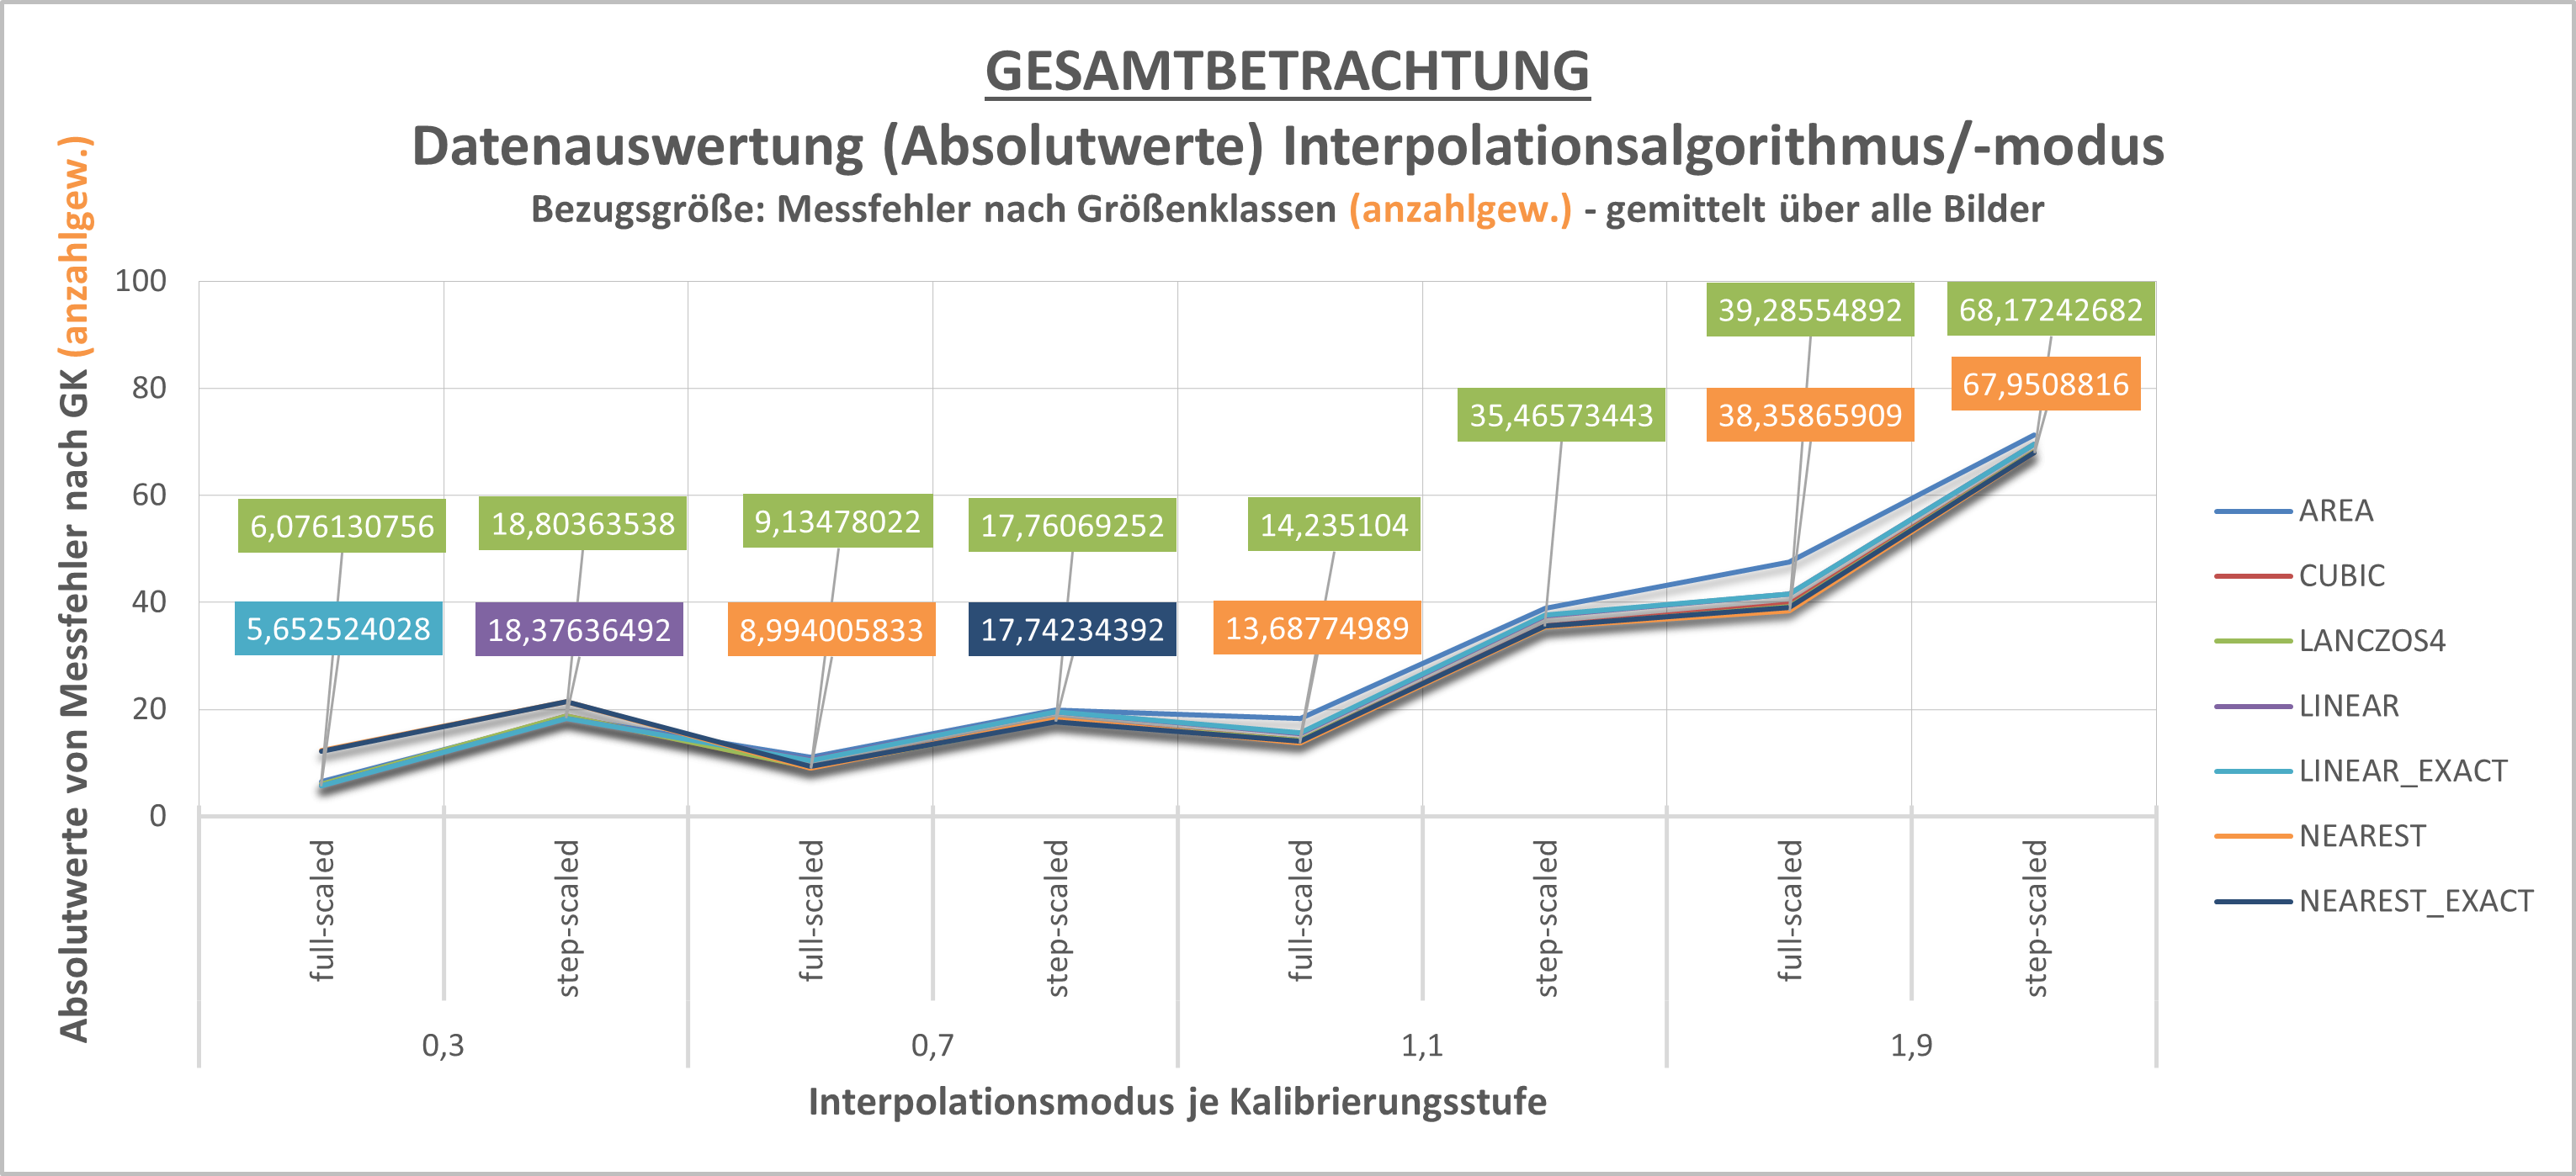 GESAMTBETRACHTUNG
Datenauswertung (Absolutwerte) Interpolationsalgorithmus/-modus
Bezugsgröße: Messfehler nach Größenklassen (anzahlgew.) - gemittelt über alle Bilder
Absolutwerte von Messfehler nach GK (anzahlgew.)
100
80
60
40
20
0
39,28554892
68,17242682
67,9508816
35,46573443
38,35865909
6,076130756
18,80363538
9,13478022
17,76069252
14,235104
5,652524028
18,37636492
8,994005833
17,74234392
13,68774989
AREA
CUBIC
LANCZOS4
LINEAR
LINEAR_EXACT
NEAREST
NEAREST_EXACT
full-scaled
step-scaled
full-scaled
step-scaled
full-scaled
step-scaled
full-scaled
step-scaled
0,3
0,7
1,1
1,9
Interpolationsmodus je Kalibrierungsstufe